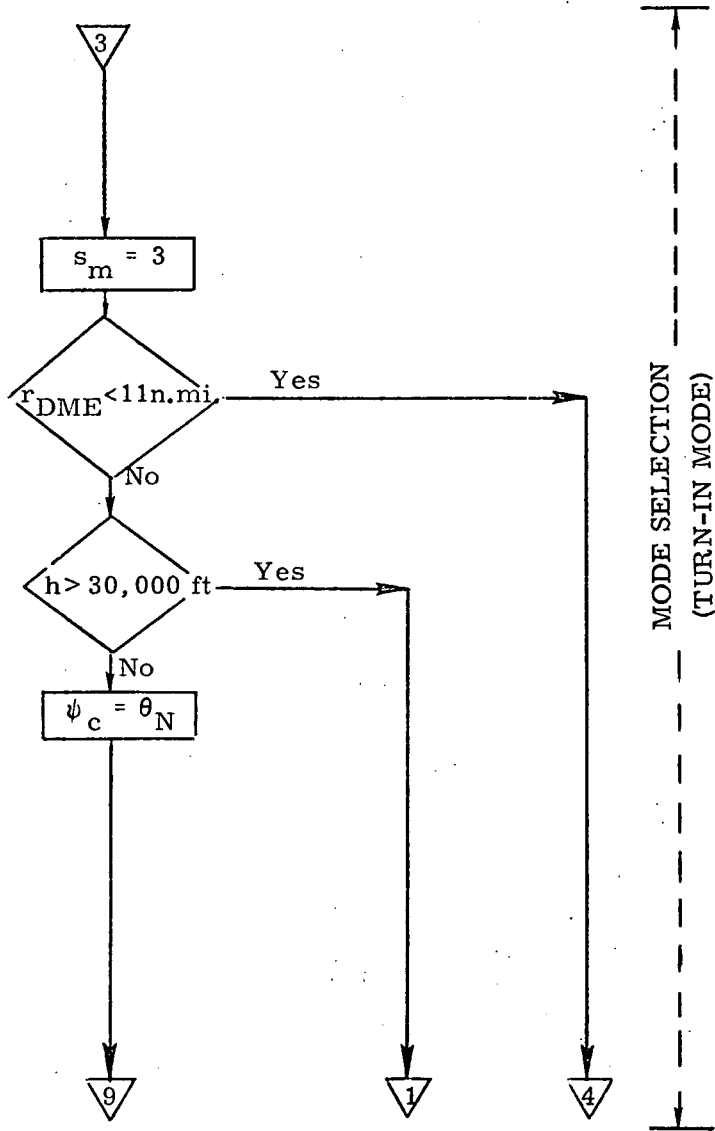 3
s_m = 3
r_DME<11n.mi.
Yes
No
h> 30,000 ft
Yes
No
ψ_c = θ_N
9
1
4
MODE SELECTION
(TURN-IN MODE)